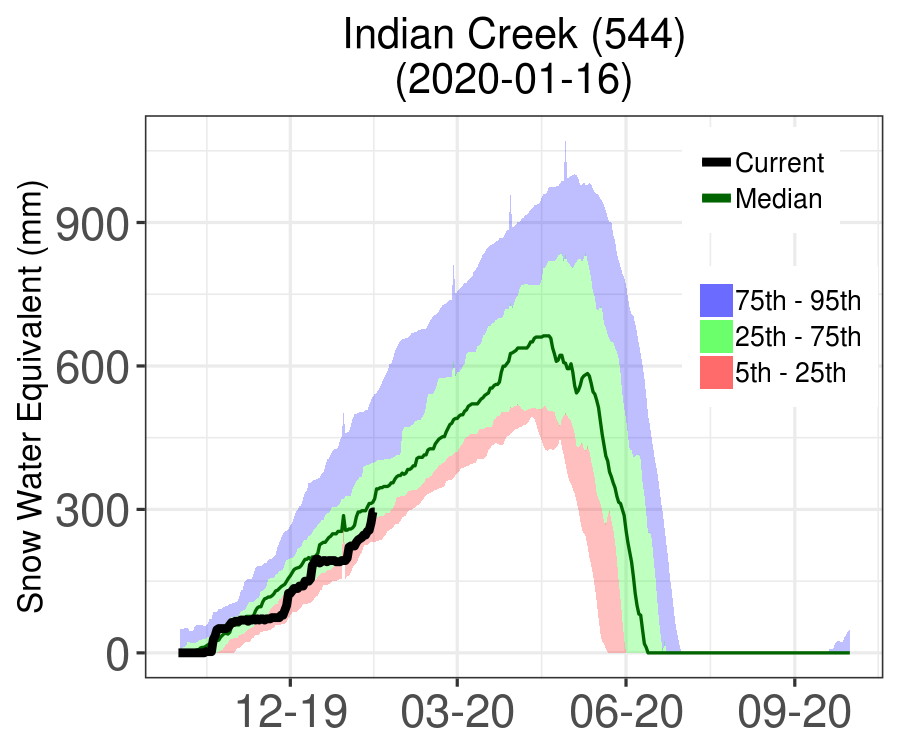 Indian Creek (544)
(2020-01-16)
Snow Water Equivalent (mm)
900
600
300
0
12-19
03-20
06-20
09-20
Current
Median
75th - 95th
25th - 75th
5th - 25th